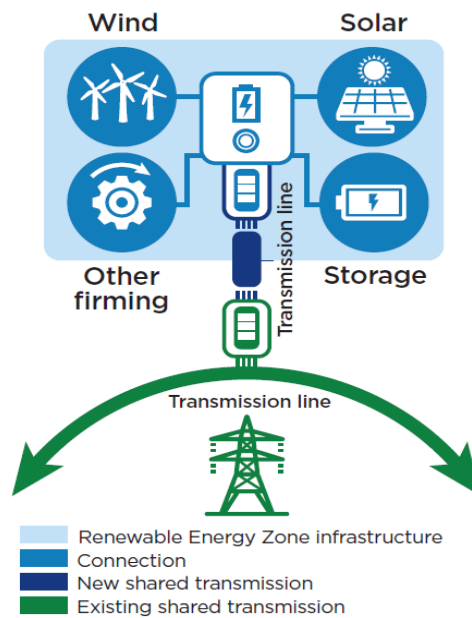 Wind
Solar
Other
firming
Storage
Transmission line
Transmission line
Renewable Energy Zone infrastructure
Connection
New shared transmission
Existing shared transmission